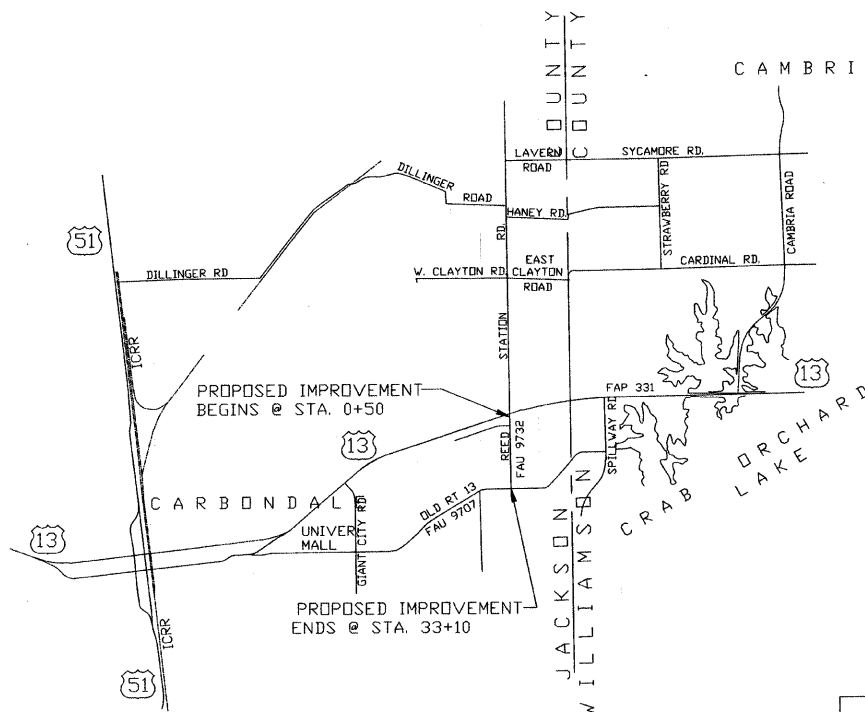 OUNTY
COUNTY
CAMBRI
LAVERN
ROAD
SYCAMORE RD.
DILLINGER
ROAD
HANEY RD.
STRAWBERRY RD
CAMBRIA ROAD
51
DILLINGER RD
W. CLAYTON RD.
EAST
CLAYTON
ROAD
CARDINAL RD.
RD.
STATION
REED
ICRR
PROPOSED IMPROVEMENT
BEGINS @ STA. 0+50
FAP 331
13
SPILLWAY RD
FAU 9732
13
CRAB ORCHARD
LAKE
CARBONDAL
UNIVER
MALL
GIANT CITY RD
OLD RT 13
FAU 9707
13
PROPOSED IMPROVEMENT
ENDS @ STA. 33+10
JACKSON
WILLIAMSON
ICRR
51